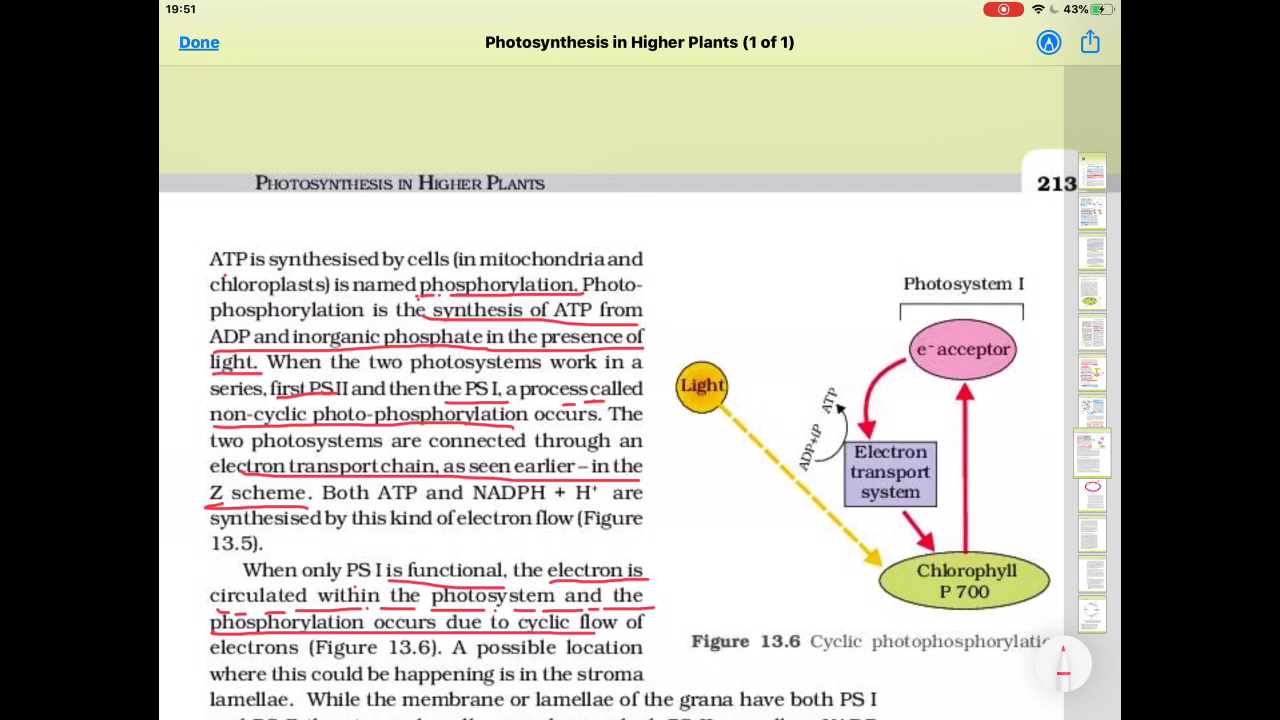 19:51
43%
Done
Photosynthesis in Higher Plants (1 of 1)
PHOTOSYNTHESIS IN HIGHER PLANTS
213
ATP is synthesised by cells (in mitochondria and
chloroplasts) is named phosphorylation. Photo-
phosphorylation is the synthesis of ATP from
ADP and inorganic phosphate in the presence of
light. When the two photosystems work in a
series, first PS II and then the PS I, a process called
non-cyclic photo-phosphorylation occurs. The
two photosystems are connected through an
electron transport chain, as seen earlier – in the
Z scheme. Both ATP and NADPH + H⁺ are
synthesised by this kind of electron flow (Figure
13.5).
When only PS I is functional, the electron is
circulated within the photosystem and the
phosphorylation occurs due to cyclic flow of
electrons (Figure 13.6). A possible location
where this could be happening is in the stroma
lamellae. While the membrane or lamellae of the grana have both PS I
Photosystem I
e⁻ acceptor
Light
ADP+iP
ATP
Electron
transport
system
Chlorophyll
P 700
Figure 13.6 Cyclic photophosphorylatio